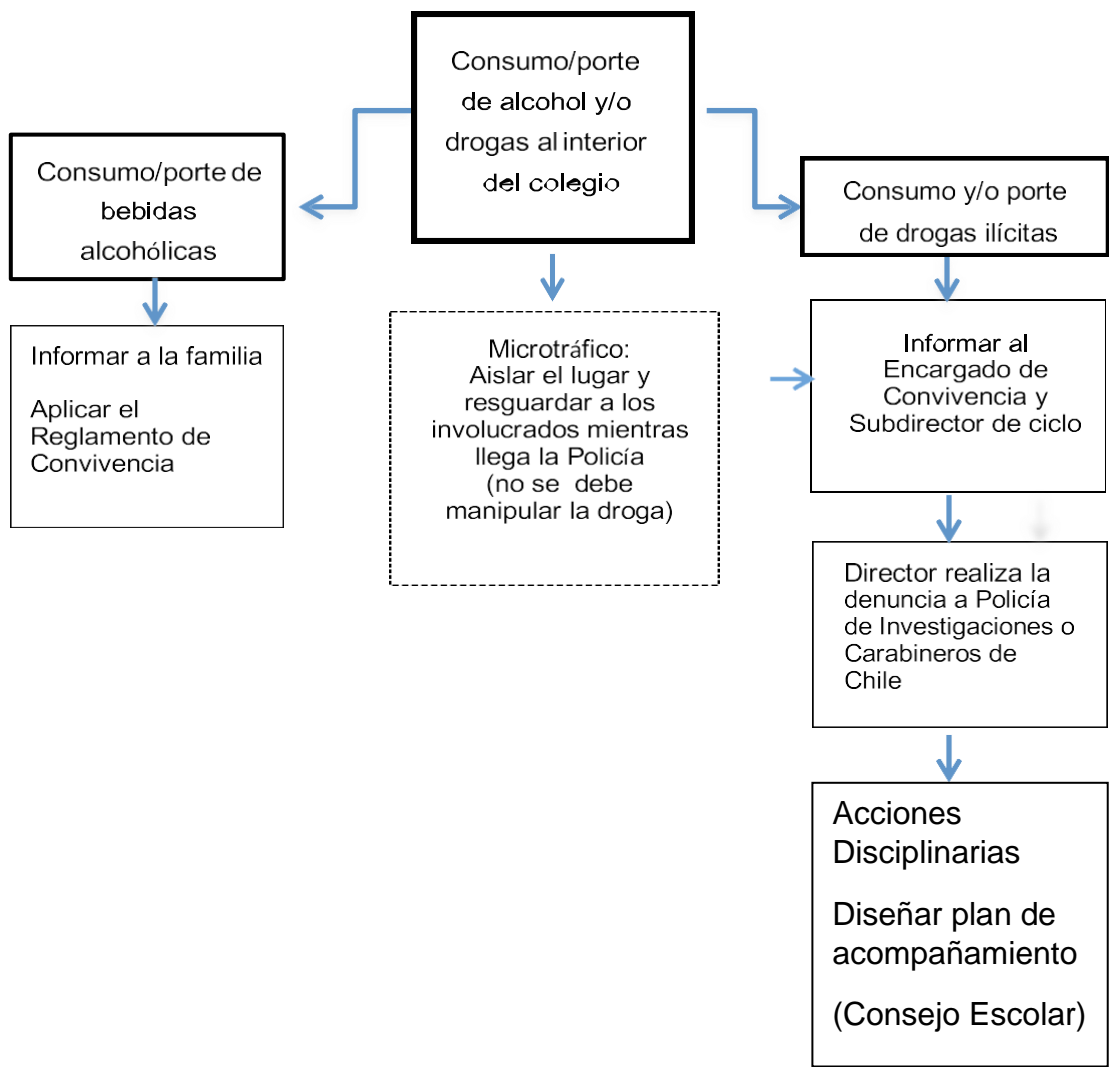 Consumo/porte
de alcohol y/o
drogas al interior
del colegio
Consumo/porte de
bebidas
alcohólicas
Consumo y/o porte
de drogas ilícitas
Informar a la familia
Aplicar el
Reglamento de
Convivencia
Microtráfico:
Aislar el lugar y
resguardar a los
involucrados mientras
llega la Policía
(no se debe
manipular la droga)
Informar al
Encargado de
Convivencia y
Subdirector de ciclo
Director realiza la
denuncia a Policía
de Investigaciones o
Carabineros de
Chile
Acciones
Disciplinarias
Diseñar plan de
acompañamiento
(Consejo Escolar)